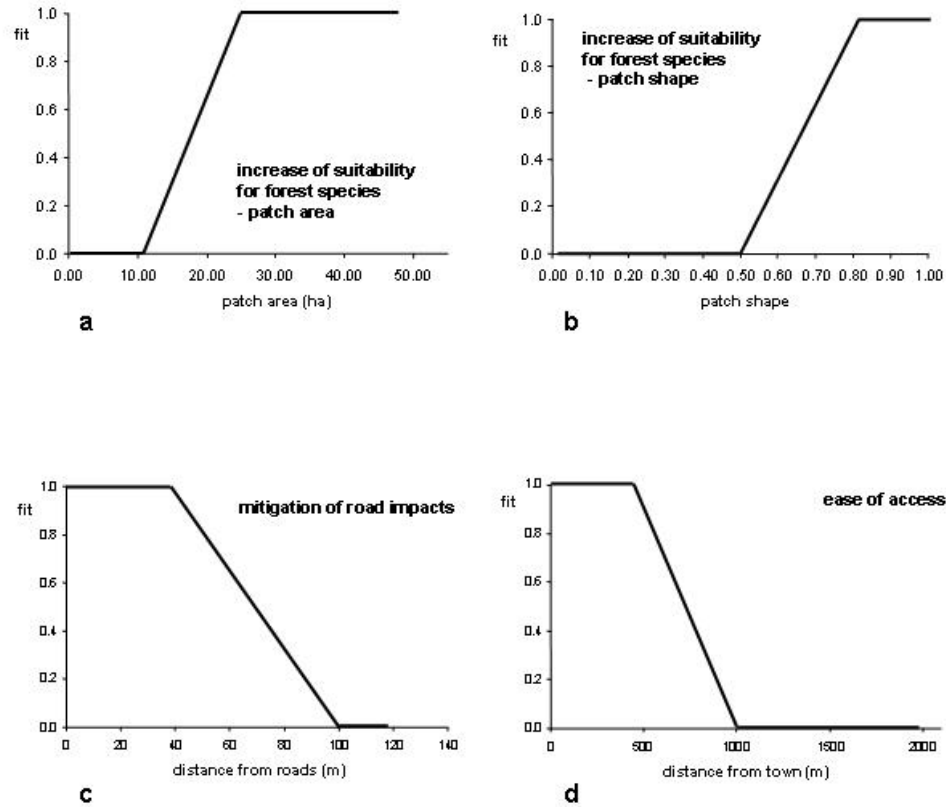 1.0
fit
0.8
0.6
0.4
0.2
0.0
increase of suitability
for forest species
- patch area
0.00 10.00 20.00 30.00 40.00 50.00
patch area (ha)
a
1.0
fit
0.8
0.6
0.4
0.2
0.0
increase of suitability
for forest species
- patch shape
0.00 0.10 0.20 0.30 0.40 0.50 0.60 0.70 0.80 0.90 1.00
patch shape
b
1.0
fit
0.8
0.6
0.4
0.2
0.0
mitigation of road impacts
0 20 40 60 80 100 120 140
distance from roads (m)
c
1.0
fit
0.8
0.6
0.4
0.2
0.0
ease of access
0 500 1000 1500 2000
distance from town (m)
d